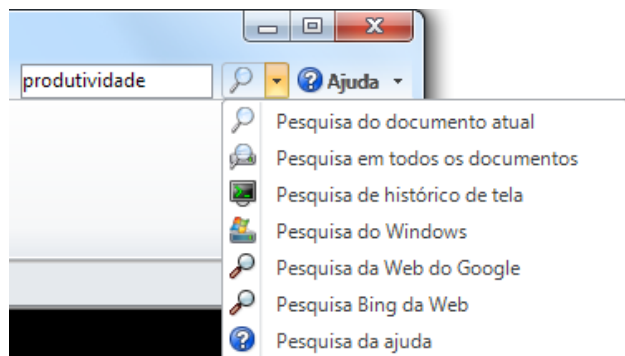 produtividade
Ajuda
Pesquisa do documento atual
Pesquisa em todos os documentos
Pesquisa de histórico de tela
Pesquisa do Windows
Pesquisa da Web do Google
Pesquisa Bing da Web
Pesquisa da ajuda